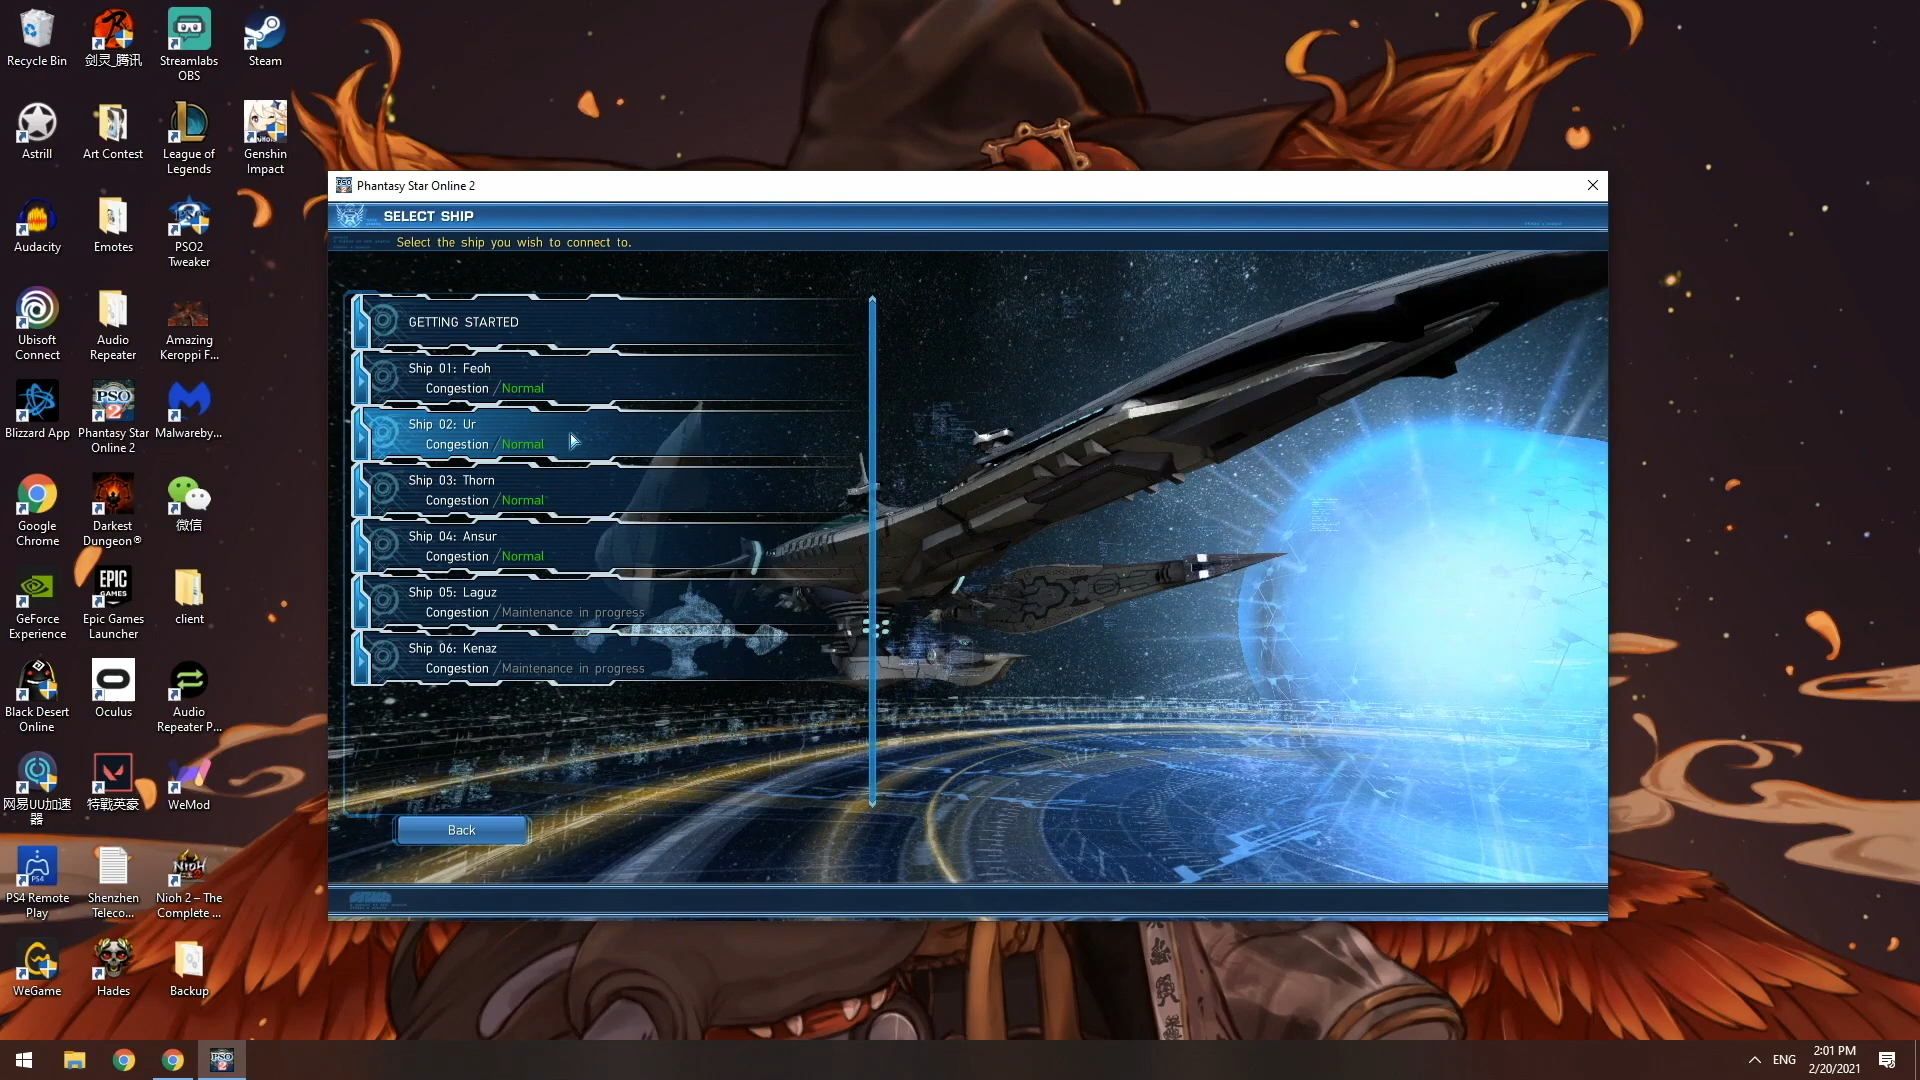 Recycle Bin
剑灵_腾讯
Streamlabs
OBS
Steam
Astrill
Art Contest
League of
Legends
Genshin
Impact
Audacity
Emotes
PSO2
Tweaker
Ubisoft
Connect
Audio
Repeater
Amazing
Keroppi F...
Blizzard App
Phantasy Star
Online 2
Malwareby...
Google
Chrome
Darkest
Dungeon®
微信
GeForce
Experience
EPIC
GAMES
Epic Games
Launcher
client
Black Desert
Online
Oculus
Audio
Repeater P...
网易UU加速
器
特戰英豪
WeMod
PS4 Remote
Play
Shenzhen
Teleco...
Nioh 2 – The
Complete ...
WeGame
Hades
Backup
Phantasy Star Online 2
SELECT SHIP
Select the ship you wish to connect to.
GETTING STARTED
Ship 01: Feoh
Congestion /Normal
Ship 02: Ur
Congestion /Normal
Ship 03: Thorn
Congestion /Normal
Ship 04: Ansur
Congestion /Normal
Ship 05: Laguz
Congestion /Maintenance in progress
Ship 06: Kenaz
Congestion /Maintenance in progress
Back
ENG
2:01 PM
2/20/2021